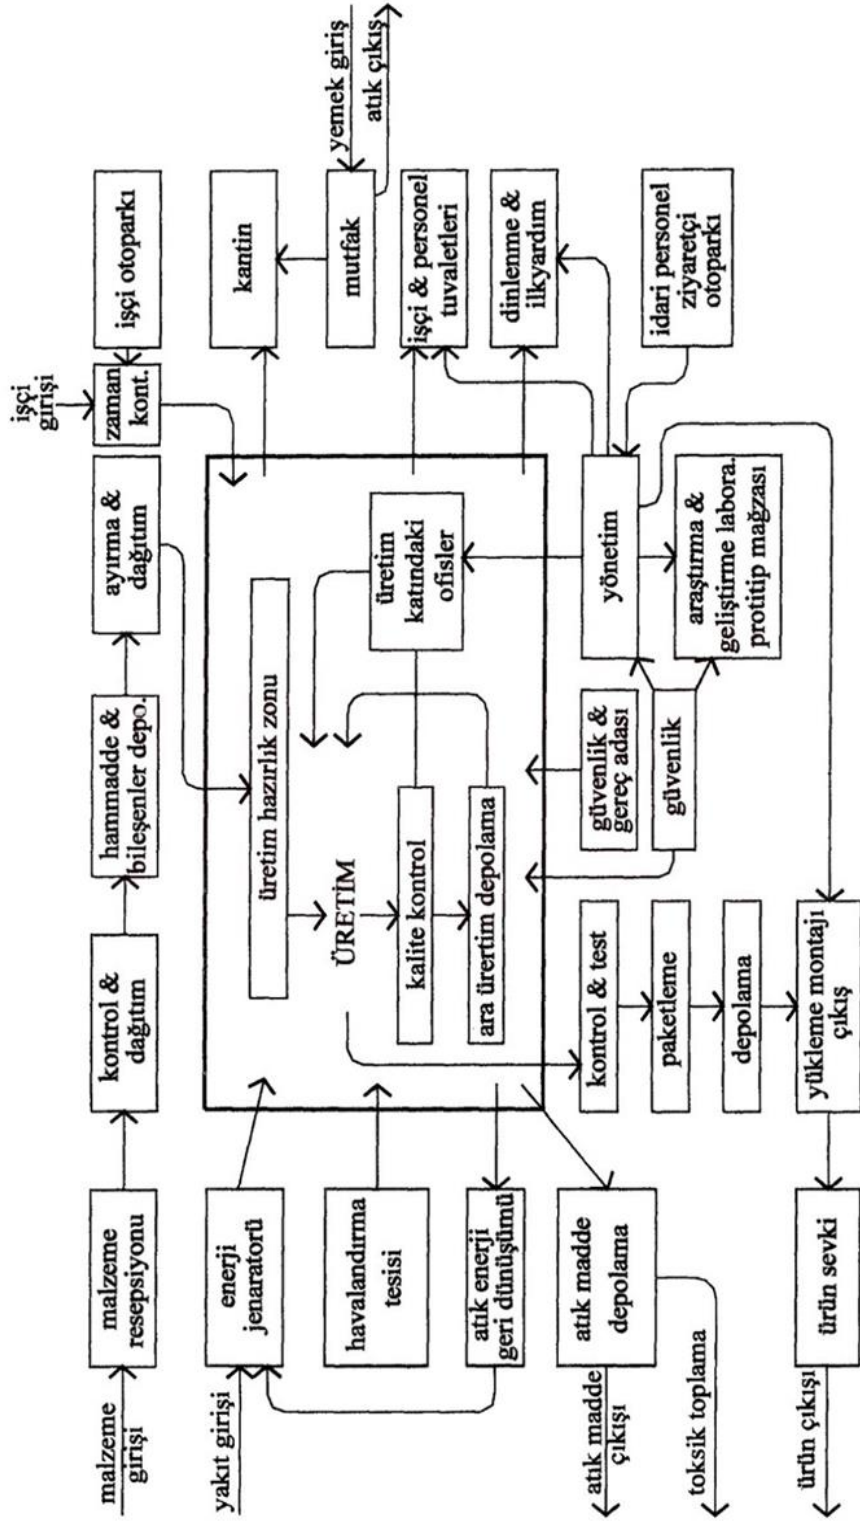 malzeme
girişi
malzeme
resepsiyonu
kontrol &
dağıtım
hammadde &
bileşenler depo.
ayırma &
dağıtım
işçi
girişi
zaman
kont.
işçi otoparkı
yakıt girişi
enerji
jenaratorü
havalandırma
tesisi
atık enerji
geri dünüşümü
atık madde
depolama
atık madde
çıkışı
toksik toplama
üretim hazırlık zonu
ÜRETİM
kalite kontrol
ara ürertim depolama
üretim
katındaki
ofisler
kantin
mutfak
yemek giriş
atık çıkış
işçi & personel
tuvaletleri
dinlenme &
ilkyardım
idari personel
ziyaretçi
otoparkı
yönetim
araştırma &
geliştirme labora.
protitip mağzası
güvenlik &
gereç adası
güvenlik
kontrol & test
paketleme
depolama
yükleme montajı
çıkış
ürün sevki
ürün çıkışı